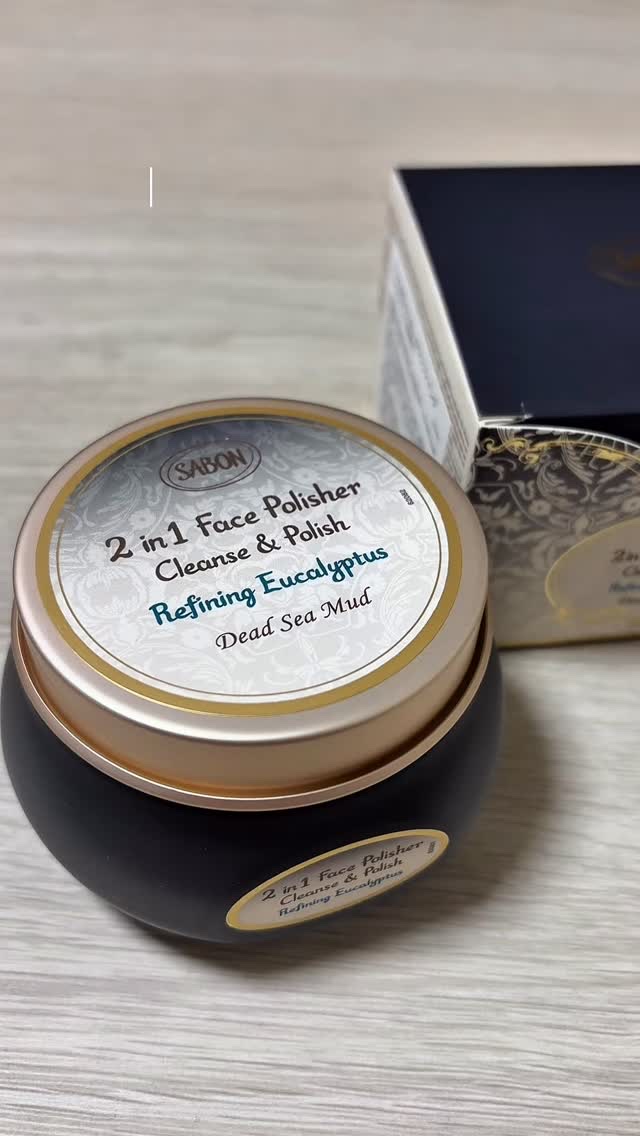 SABON
2 in 1 Face Polisher
Cleanse & Polish
Refining Eucalyptus
Dead Sea Mud
2 in 1 Face Polisher
Cleanse & Polish
Refining Eucalyptus